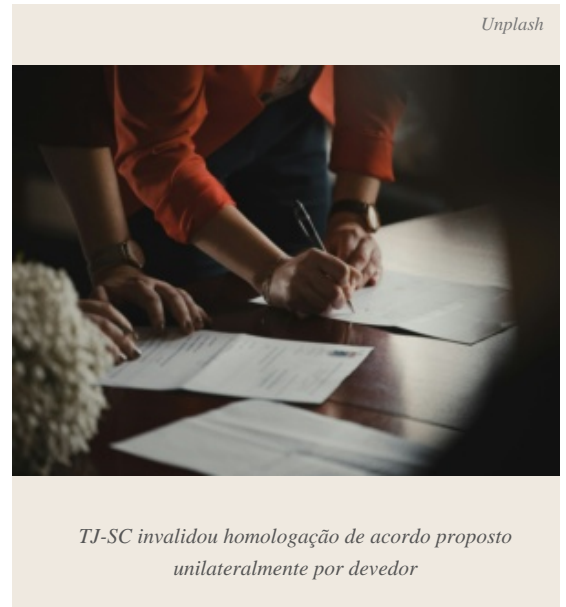 Unplash
TJ-SC invalidou homologação de acordo proposto
unilateralmente por devedor